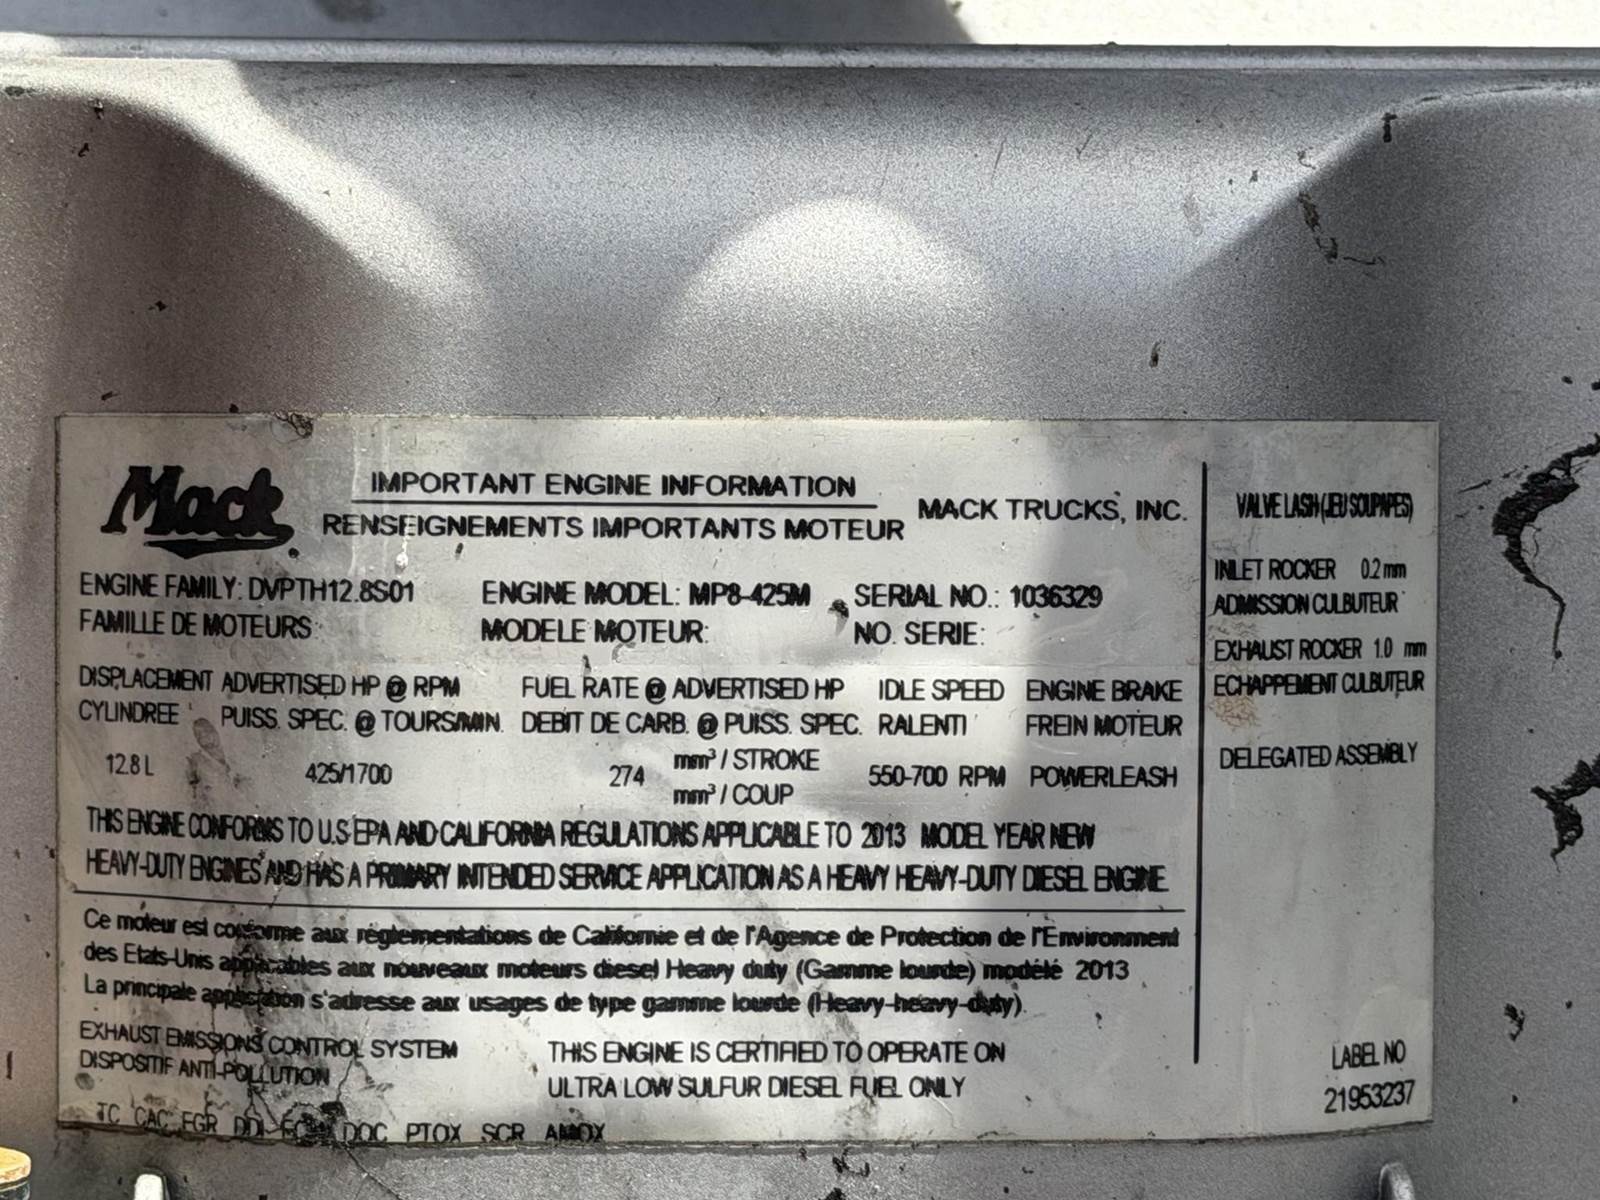 Mack
IMPORTANT ENGINE INFORMATION
RENSEIGNEMENTS IMPORTANTS MOTEUR
MACK TRUCKS, INC.
ENGINE FAMILY: DVPTH12.8S01 ENGINE MODEL: MP8-425M SERIAL NO.: 1036329
FAMILLE DE MOTEURS MODELE MOTEUR: NO. SERIE:
DISPLACEMENT ADVERTISED HP @ RPM FUEL RATE @ ADVERTISED HP IDLE SPEED ENGINE BRAKE
CYLINDREE PUISS. SPEC. @ TOURS/MIN. DEBIT DE CARB. @ PUISS. SPEC. RALENTI FREIN MOTEUR
12.8 L 425/1700 274 mm³ / STROKE 550-700 RPM POWERLEASH
mm³ / COUP
THIS ENGINE CONFORMS TO U.S EPA AND CALIFORNIA REGULATIONS APPLICABLE TO 2013 MODEL YEAR NEW
HEAVY-DUTY ENGINES AND HAS A PRIMARY INTENDED SERVICE APPLICATION AS A HEAVY HEAVY-DUTY DIESEL ENGINE.
Ce moteur est conforme aux réglementations de Californie et de l'Agence de Protection de l'Environment
des Etats-Unis applicables aux nouveaux moteurs diesel Heavy duty (Gamme lourde) modélé 2013
La principale application s'adresse aux usages de type gamme lourde (Heavy-heavy-duty).
EXHAUST EMISSIONS CONTROL SYSTEM
DISPOSITIF ANTI-POLLUTION
TC CAC EGR DDI DOC PTOX SCR AMOX
THIS ENGINE IS CERTIFIED TO OPERATE ON
ULTRA LOW SULFUR DIESEL FUEL ONLY
VALVE LASH (JEU SOUPAPES)
INLET ROCKER 0.2 mm
ADMISSION CULBUTEUR
EXHAUST ROCKER 1.0 mm
ECHAPPEMENT CULBUTEUR
DELEGATED ASSEMBLY
LABEL NO
21953237